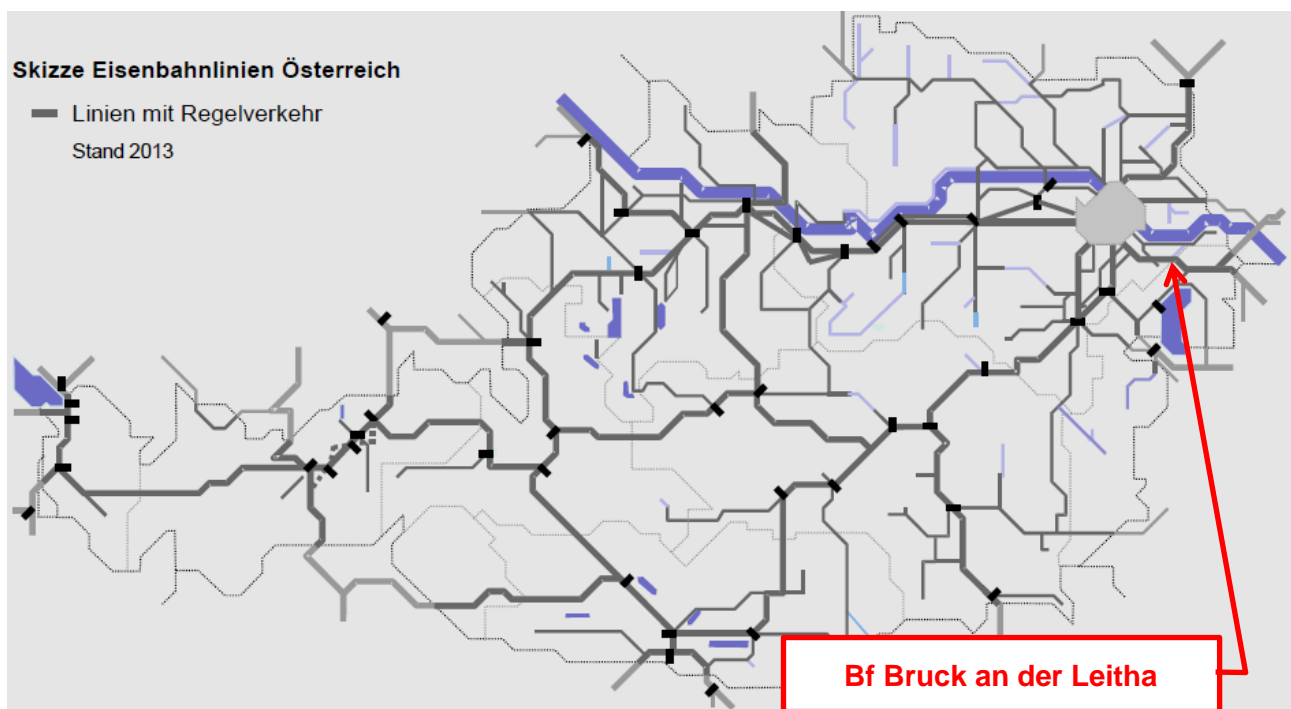 Skizze Eisenbahnlinien Österreich
Linien mit Regelverkehr
Stand 2013
Bf Bruck an der Leitha